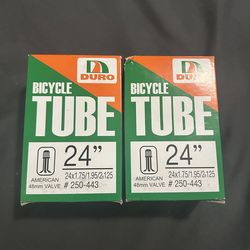 DURO
BICYCLE
TUBE
24”
24x1.75/1.95/2.125
AMERICAN
48mm VALVE
# 250-443
DURO
BICYCLE
TUBE
24”
24x1.75/1.95/2.125
AMERICAN
48mm VALVE
# 250-443